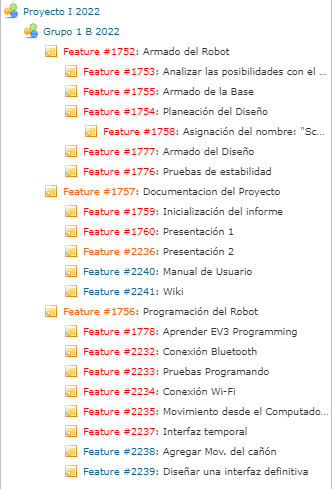 Proyecto I 2022
Grupo 1 B 2022
Feature #1752: Armado del Robot
Feature #1753: Analizar las posibilidades con el ...
Feature #1755: Armado de la Base
Feature #1754: Planeación del Diseño
Feature #1758: Asignación del nombre: "Sc...
Feature #1777: Armado del Diseño
Feature #1776: Pruebas de estabilidad
Feature #1757: Documentacion del Proyecto
Feature #1759: Inicialización del informe
Feature #1760: Presentación 1
Feature #2236: Presentación 2
Feature #2240: Manual de Usuario
Feature #2241: Wiki
Feature #1756: Programación del Robot
Feature #1778: Aprender EV3 Programming
Feature #2232: Conexión Bluetooth
Feature #2233: Pruebas Programando
Feature #2234: Conexión Wi-Fi
Feature #2235: Movimiento desde el Computado...
Feature #2237: Interfaz temporal
Feature #2238: Agregar Mov. del cañón
Feature #2239: Diseñar una interfaz definitiva